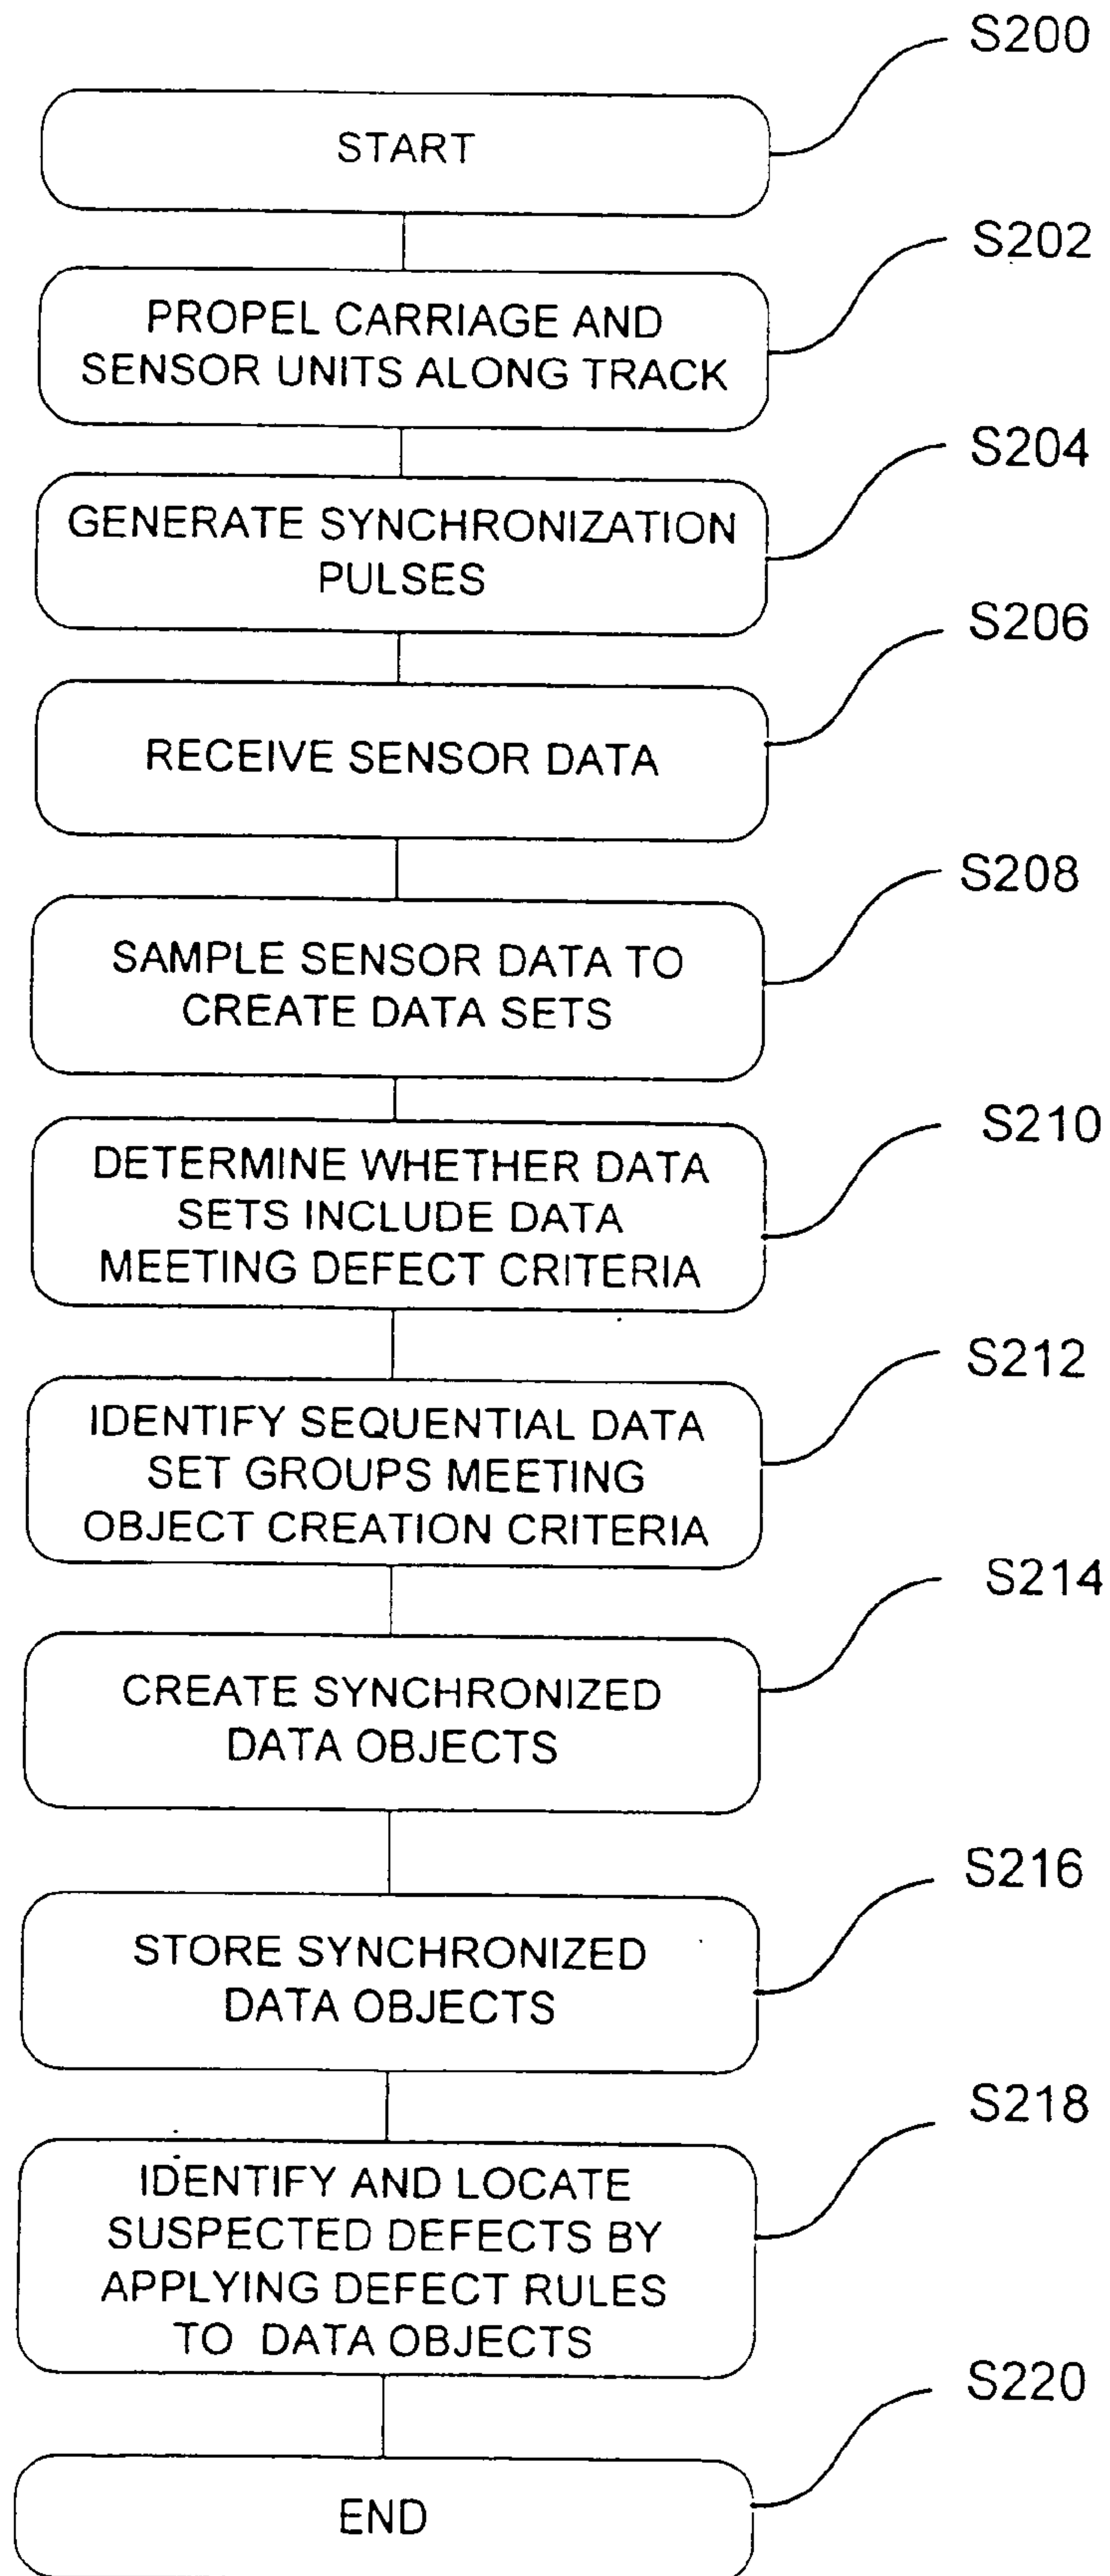 S200
START
S202
PROPEL CARRIAGE AND
SENSOR UNITS ALONG TRACK
S204
GENERATE SYNCHRONIZATION
PULSES
S206
RECEIVE SENSOR DATA
S208
SAMPLE SENSOR DATA TO
CREATE DATA SETS
S210
DETERMINE WHETHER DATA
SETS INCLUDE DATA
MEETING DEFECT CRITERIA
S212
IDENTIFY SEQUENTIAL DATA
SET GROUPS MEETING
OBJECT CREATION CRITERIA
S214
CREATE SYNCHRONIZED
DATA OBJECTS
S216
STORE SYNCHRONIZED
DATA OBJECTS
S218
IDENTIFY AND LOCATE
SUSPECTED DEFECTS BY
APPLYING DEFECT RULES
TO DATA OBJECTS
S220
END